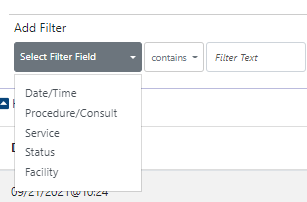 Add Filter
Select Filter Field contains Filter Text
Date/Time
Procedure/Consult
Service
Status
Facility
09/21/2021@10:24